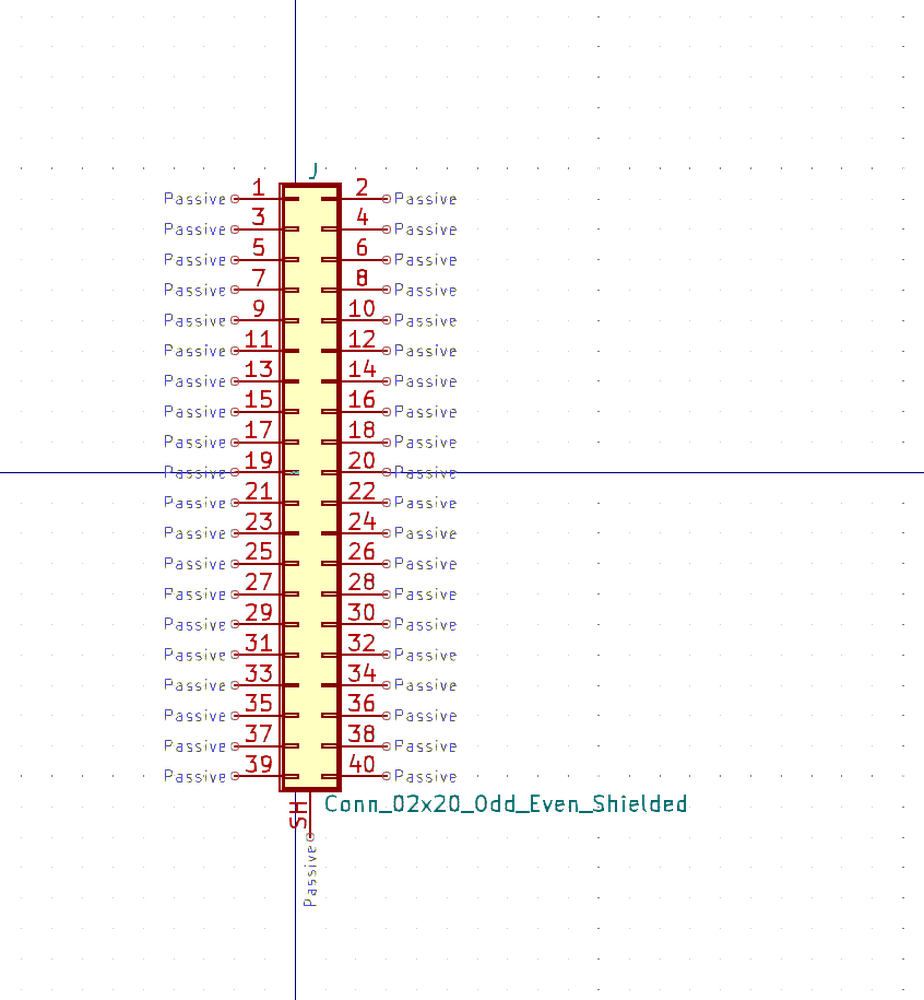 J
Passive 1 2 Passive
Passive 3 4 Passive
Passive 5 6 Passive
Passive 7 8 Passive
Passive 9 10 Passive
Passive 11 12 Passive
Passive 13 14 Passive
Passive 15 16 Passive
Passive 17 18 Passive
Passive 19 20 Passive
Passive 21 22 Passive
Passive 23 24 Passive
Passive 25 26 Passive
Passive 27 28 Passive
Passive 29 30 Passive
Passive 31 32 Passive
Passive 33 34 Passive
Passive 35 36 Passive
Passive 37 38 Passive
Passive 39 40 Passive
SH
Conn_02x20_Odd_Even_Shielded
Passive